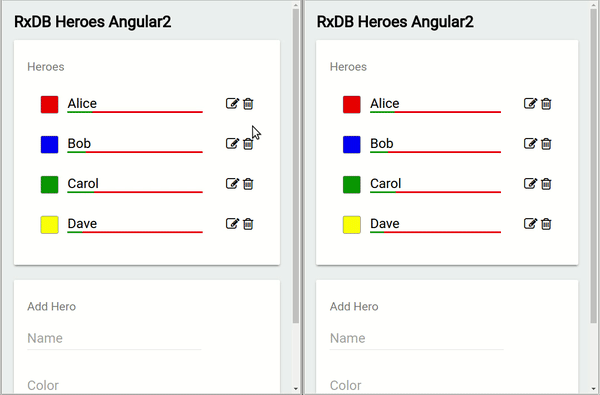 RxDB Heroes Angular2
Heroes
Alice
Bob
Carol
Dave
Add Hero
Name
Color
RxDB Heroes Angular2
Heroes
Alice
Bob
Carol
Dave
Add Hero
Name
Color